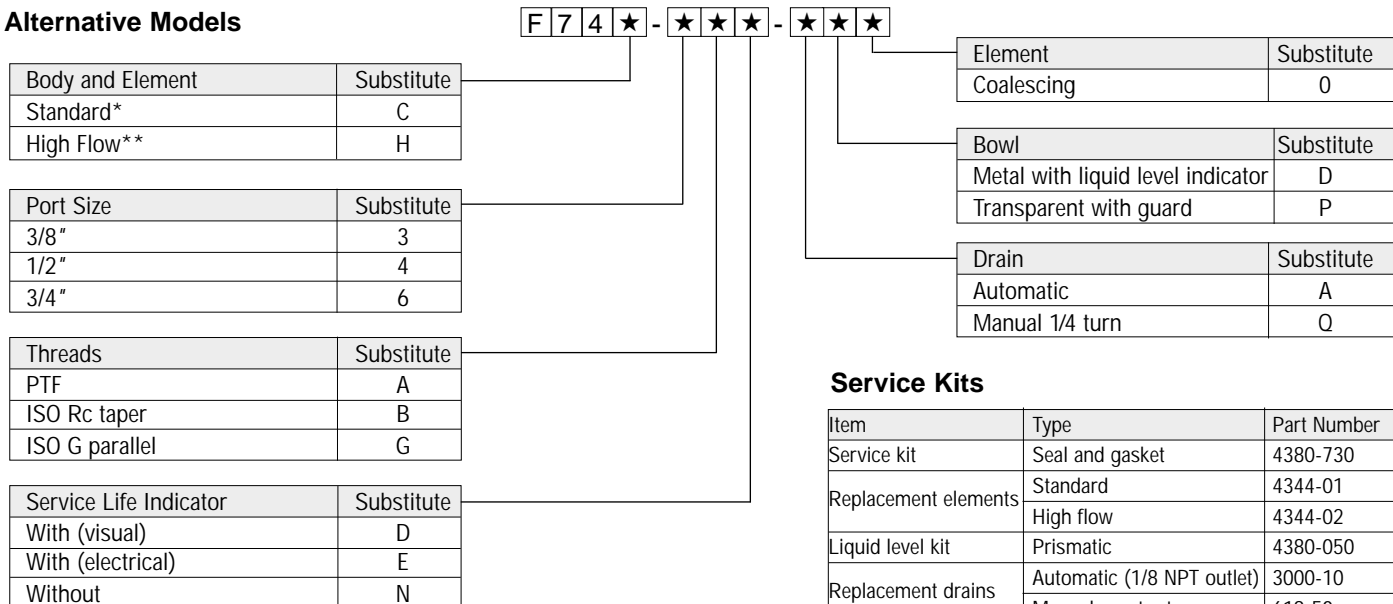 Alternative Models
F 7 4 ★ - ★ ★ ★ - ★ ★ ★
Body and Element Substitute
Standard* C
High Flow** H
Port Size Substitute
3/8" 3
1/2" 4
3/4" 6
Threads Substitute
PTF A
ISO Rc taper B
ISO G parallel G
Service Life Indicator Substitute
With (visual) D
With (electrical) E
Without N
Element Substitute
Coalescing 0
Bowl Substitute
Metal with liquid level indicator D
Transparent with guard P
Drain Substitute
Automatic A
Manual 1/4 turn Q
Service Kits
Item Type Part Number
Service kit Seal and gasket 4380-730
Replacement elements Standard 4344-01
High flow 4344-02
Liquid level kit Prismatic 4380-050
Replacement drains Automatic (1/8 NPT outlet) 3000-10